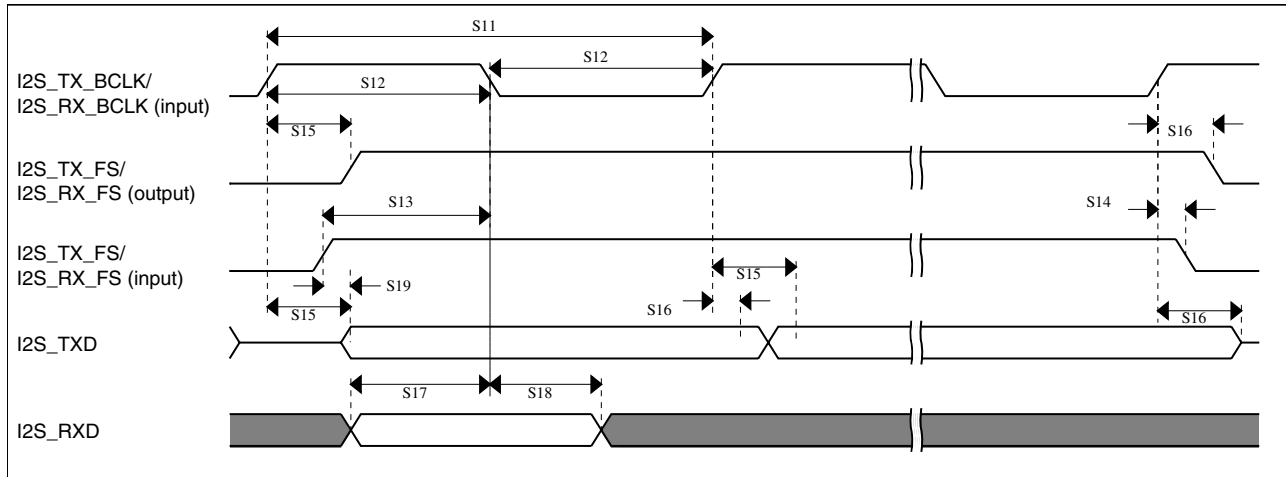 S11
I2S_TX_BCLK/
I2S_RX_BCLK (input)
S12
S12
S15
S16
I2S_TX_FS/
I2S_RX_FS (output)
S13
S14
I2S_TX_FS/
I2S_RX_FS (input)
S19
S15
S15
S16
S16
I2S_TXD
S17
S18
I2S_RXD